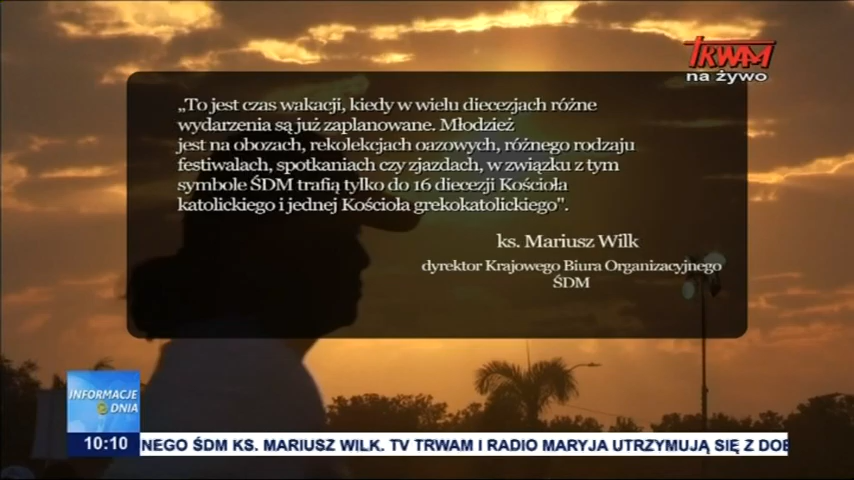 TRWAM
na żywo
„To jest czas wakacji, kiedy w wielu diecezjach różne
wydarzenia są już zaplanowane. Młodzież
jest na obozach, rekolekcjach oazowych, różnego rodzaju
festiwalach, spotkaniach czy zjazdach, w związku z tym
symbole ŚDM trafią tylko do 16 diecezji Kościoła
katolickiego i jednej Kościoła grekokatolickiego".
ks. Mariusz Wilk
dyrektor Krajowego Biura Organizacyjnego
ŚDM
INFORMACJE
DNIA
10:10 NEGO ŚDM KS. MARIUSZ WILK. TV TRWAM I RADIO MARYJA UTRZYMUJĄ SIĘ Z DOB